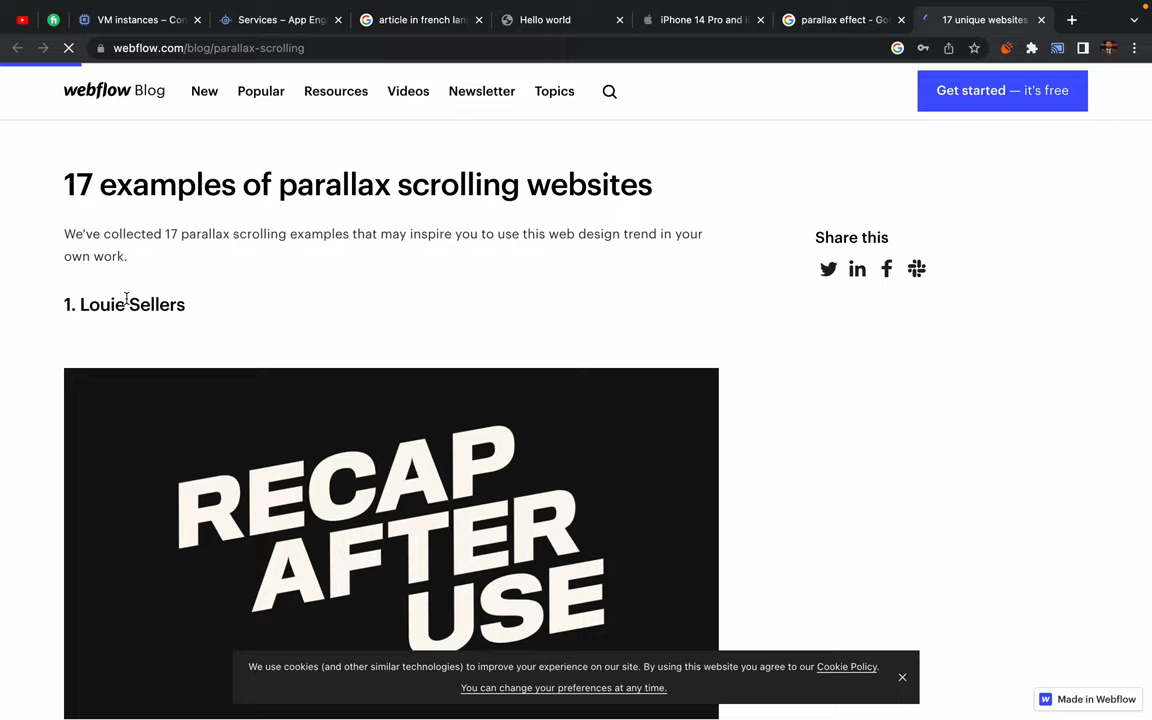 VM instances – Con
Services – App Eng
article in french lan
Hello world
iPhone 14 Pro and i
parallax effect - Go
17 unique websites
webflow.com/blog/parallax-scrolling
webflow Blog
New
Popular
Resources
Videos
Newsletter
Topics
Get started — it's free
17 examples of parallax scrolling websites
We've collected 17 parallax scrolling examples that may inspire you to use this web design trend in your
own work.
Share this
1. Louie Sellers
RECAP
AFTER
USE
We use cookies (and other similar technologies) to improve your experience on our site. By using this website you agree to our Cookie Policy.
You can change your preferences at any time.
Made in Webflow